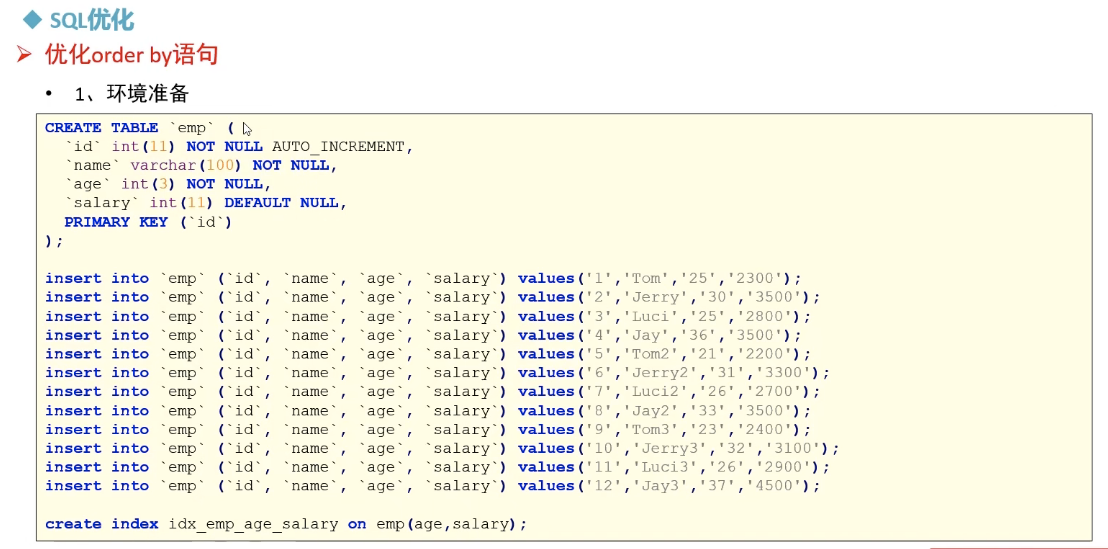 SQL优化
优化order by语句
• 1、环境准备
CREATE TABLE `emp` (
`id` int(11) NOT NULL AUTO_INCREMENT,
`name` varchar(100) NOT NULL,
`age` int(3) NOT NULL,
`salary` int(11) DEFAULT NULL,
PRIMARY KEY (`id`)
);
insert into `emp` (`id`, `name`, `age`, `salary`) values('1','Tom','25','2300');
insert into `emp` (`id`, `name`, `age`, `salary`) values('2','Jerry','30','3500');
insert into `emp` (`id`, `name`, `age`, `salary`) values('3','Luci','25','2800');
insert into `emp` (`id`, `name`, `age`, `salary`) values('4','Jay','36','3500');
insert into `emp` (`id`, `name`, `age`, `salary`) values('5','Tom2','21','2200');
insert into `emp` (`id`, `name`, `age`, `salary`) values('6','Jerry2','31','3300');
insert into `emp` (`id`, `name`, `age`, `salary`) values('7','Luci2','26','2700');
insert into `emp` (`id`, `name`, `age`, `salary`) values('8','Jay2','33','3500');
insert into `emp` (`id`, `name`, `age`, `salary`) values('9','Tom3','23','2400');
insert into `emp` (`id`, `name`, `age`, `salary`) values('10','Jerry3','32','3100');
insert into `emp` (`id`, `name`, `age`, `salary`) values('11','Luci3','26','2900');
insert into `emp` (`id`, `name`, `age`, `salary`) values('12','Jay3','37','4500');
create index idx_emp_age_salary on emp(age,salary);